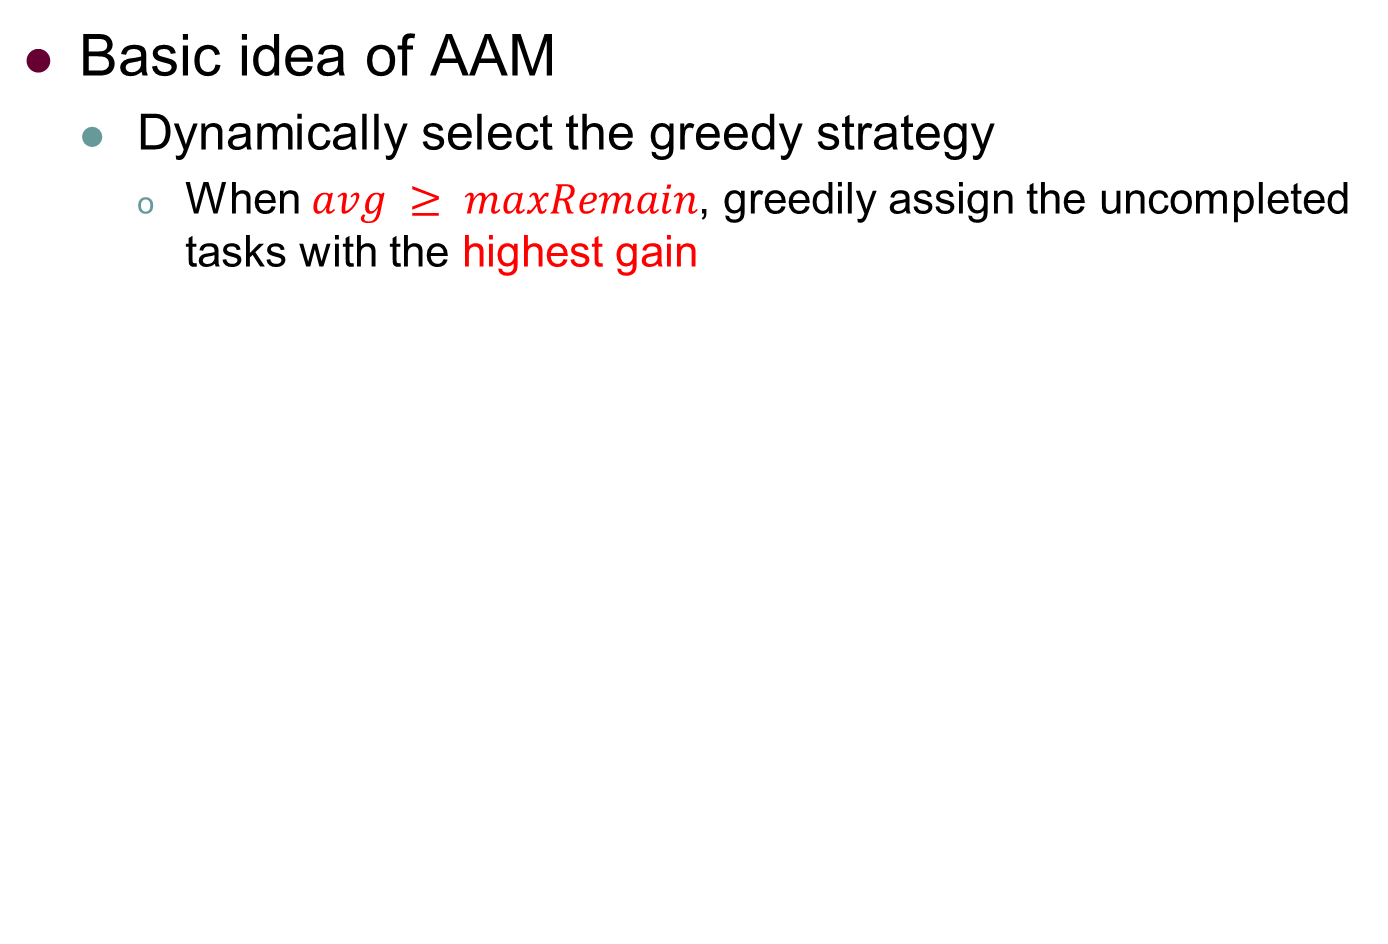 Basic idea of AAM
Dynamically select the greedy strategy
When avg ≥ maxRemain, greedily assign the uncompleted
tasks with the highest gain